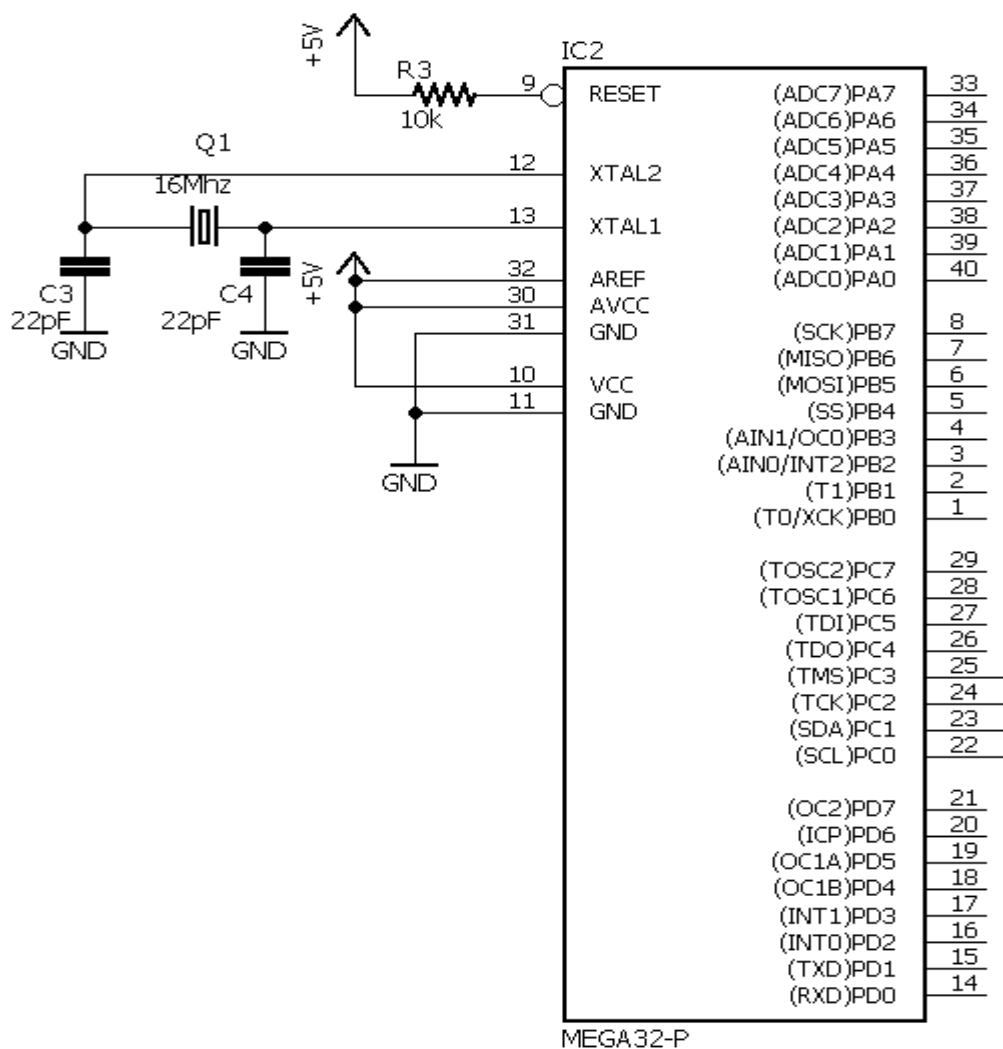 IC2
+5V
R3
10k
9
RESET
Q1
16Mhz
12
XTAL2
13
XTAL1
C3
22pF
GND
C4
22pF
GND
+5V
32
AREF
30
AVCC
31
GND
10
VCC
11
GND
GND
(ADC7)PA7 33
(ADC6)PA6 34
(ADC5)PA5 35
(ADC4)PA4 36
(ADC3)PA3 37
(ADC2)PA2 38
(ADC1)PA1 39
(ADC0)PA0 40
(SCK)PB7 8
(MISO)PB6 7
(MOSI)PB5 6
(SS)PB4 5
(AIN1/OC0)PB3 4
(AIN0/INT2)PB2 3
(T1)PB1 2
(T0/XCK)PB0 1
(TOSC2)PC7 29
(TOSC1)PC6 28
(TDI)PC5 27
(TDO)PC4 26
(TMS)PC3 25
(TCK)PC2 24
(SDA)PC1 23
(SCL)PC0 22
(OC2)PD7 21
(ICP)PD6 20
(OC1A)PD5 19
(OC1B)PD4 18
(INT1)PD3 17
(INT0)PD2 16
(TXD)PD1 15
(RXD)PD0 14
MEGA32-P